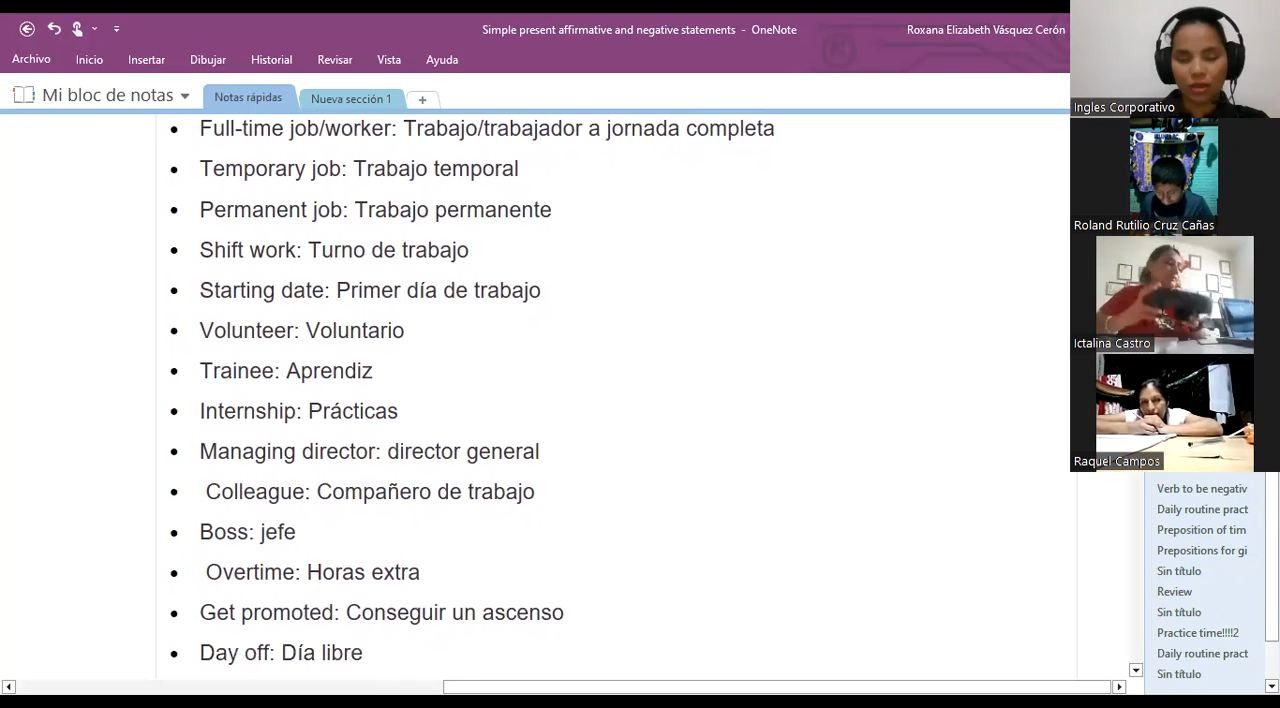 Simple present affirmative and negative statements - OneNote
Roxana Elizabeth Vásquez Cerón
Archivo Inicio Insertar Dibujar Historial Revisar Vista Ayuda
Mi bloc de notas Notas rápidas Nueva sección 1 +
• Full-time job/worker: Trabajo/trabajador a jornada completa
• Temporary job: Trabajo temporal
• Permanent job: Trabajo permanente
• Shift work: Turno de trabajo
• Starting date: Primer día de trabajo
• Volunteer: Voluntario
• Trainee: Aprendiz
• Internship: Prácticas
• Managing director: director general
• Colleague: Compañero de trabajo
• Boss: jefe
• Overtime: Horas extra
• Get promoted: Conseguir un ascenso
• Day off: Día libre
Ingles Corporativo
Roland Rutilio Cruz Cañas
Ictalina Castro
Raquel Campos
Verb to be negativ
Daily routine pract
Preposition of tim
Prepositions for gi
Sin título
Review
Sin título
Practice time!!!!2
Daily routine pract
Sin título